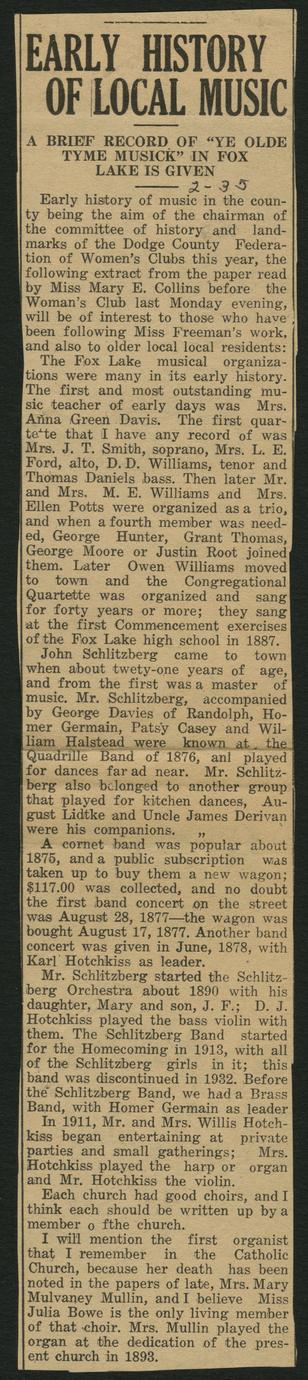 EARLY HISTORY
OF LOCAL MUSIC
A BRIEF RECORD OF "YE OLDE
TYME MUSICK" IN FOX
LAKE IS GIVEN
2-35
Early history of music in the coun-
ty being the aim of the chairman of
the committee of history and land-
marks of the Dodge County Federa-
tion of Women's Clubs this year, the
following extract from the paper read
by Miss Mary E. Collins before the
Woman's Club last Monday evening,
will be of interest to those who have
been following Miss Freeman's work,
and also to older local local residents:
The Fox Lake musical organiza-
tions were many in its early history.
The first and most outstanding mu-
sic teacher of early days was Mrs.
Anna Green Davis. The first quar-
tette that I have any record of was
Mrs. J. T. Smith, soprano, Mrs. L. E.
Ford, alto, D. D. Williams, tenor and
Thomas Daniels bass. Then later Mr.
and Mrs. M. E. Williams and Mrs.
Ellen Potts were organized as a trio,
and when a fourth member was need-
ed, George Hunter, Grant Thomas,
George Moore or Justin Root joined
them. Later Owen Williams moved
to town and the Congregational
Quartette was organized and sang
for forty years or more; they sang
at the first Commencement exercises
of the Fox Lake high school in 1887.
John Schlitzberg came to town
when about twety-one years of age,
and from the first was a master of
music. Mr. Schlitzberg, accompanied
by George Davies of Randolph, Ho-
mer Germain, Patsy Casey and Wil-
liam Halstead were known at the
Quadrille Band of 1876, anl played
for dances far ad near. Mr. Schlitz-
berg also belonged to another group
that played for kitchen dances, Au-
gust Lidtke and Uncle James Derivan
were his companions. „
A cornet band was popular about
1875, and a public subscription was
taken up to buy them a new wagon;
$117.00 was collected, and no doubt
the first band concert on the street
was August 28, 1877—the wagon was
bought August 17, 1877. Another band
concert was given in June, 1878, with
Karl Hotchkiss as leader.
Mr. Schlitzberg started the Schlitz-
berg Orchestra about 1890 with his
daughter, Mary and son, J. F.; D. J.
Hotchkiss played the bass violin with
them. The Schlitzberg Band started
for the Homecoming in 1913, with all
of the Schlitzberg girls in it; this
band was discontinued in 1932. Before
the Schlitzberg Band, we had a Brass
Band, with Homer Germain as leader
In 1911, Mr. and Mrs. Willis Hotch-
kiss began entertaining at private
parties and small gatherings; Mrs.
Hotchkiss played the harp or organ
and Mr. Hotchkiss the violin.
Each church had good choirs, and I
think each should be written up by a
member o fthe church.
I will mention the first organist
that I remember in the Catholic
Church, because her death has been
noted in the papers of late, Mrs. Mary
Mulvaney Mullin, and I believe Miss
Julia Bowe is the only living member
of that choir. Mrs. Mullin played the
organ at the dedication of the pres-
ent church in 1893.